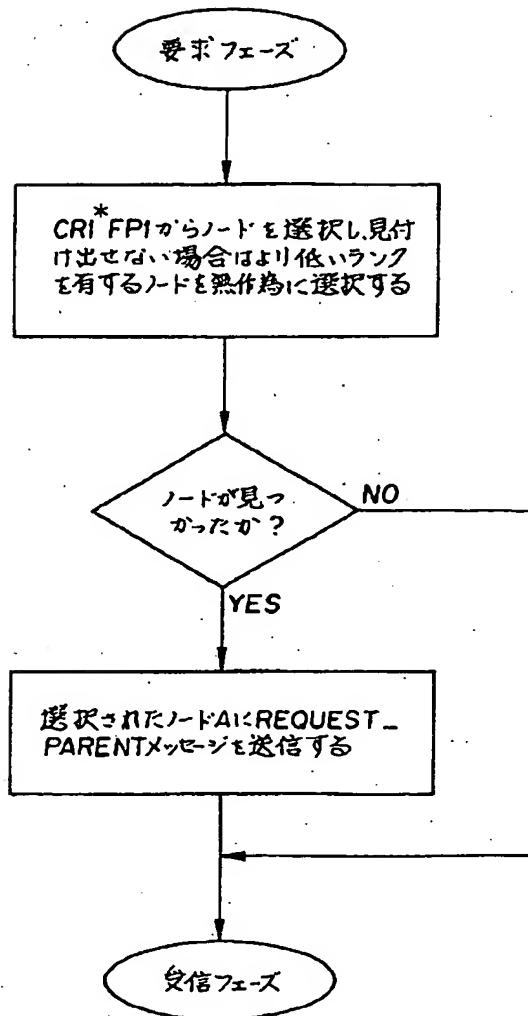 要求フェーズ
CRI*FPIからノードを選択し、見付
け出せない場合はより低いランク
を有するノードを無作為に選択する
ノードが見つ
かったか?
NO
YES
選択されたノードAにREQUEST_
PARENTメッセージを送信する
受信フェーズ